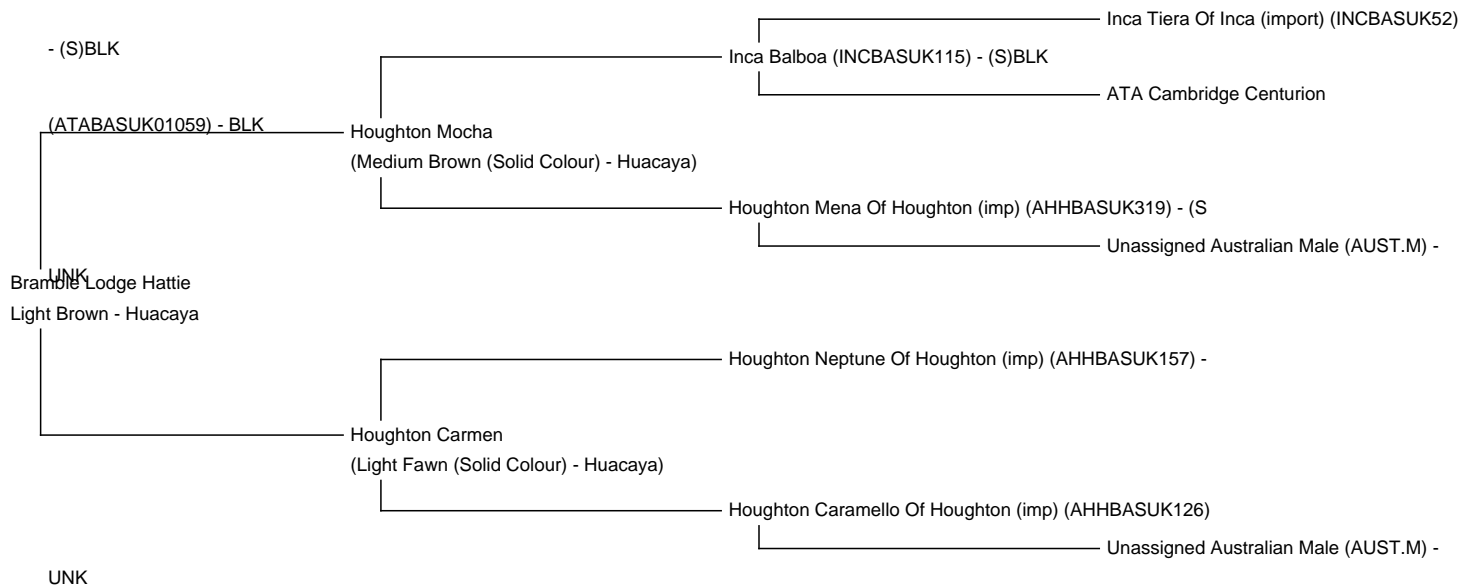 Inca Tiera Of Inca (import) (INCBASUK52)
- (S)BLK
Inca Balboa (INCBASUK115) - (S)BLK
ATA Cambridge Centurion
(ATABASUK01059) - BLK
Houghton Mocha
(Medium Brown (Solid Colour) - Huacaya)
Houghton Mena Of Houghton (imp) (AHHBASUK319) - (S
Unassigned Australian Male (AUST.M) -
UNK
Bramble Lodge Hattie
Light Brown - Huacaya
Houghton Neptune Of Houghton (imp) (AHHBASUK157) -
Houghton Carmen
(Light Fawn (Solid Colour) - Huacaya)
Houghton Caramello Of Houghton (imp) (AHHBASUK126)
Unassigned Australian Male (AUST.M) -
UNK